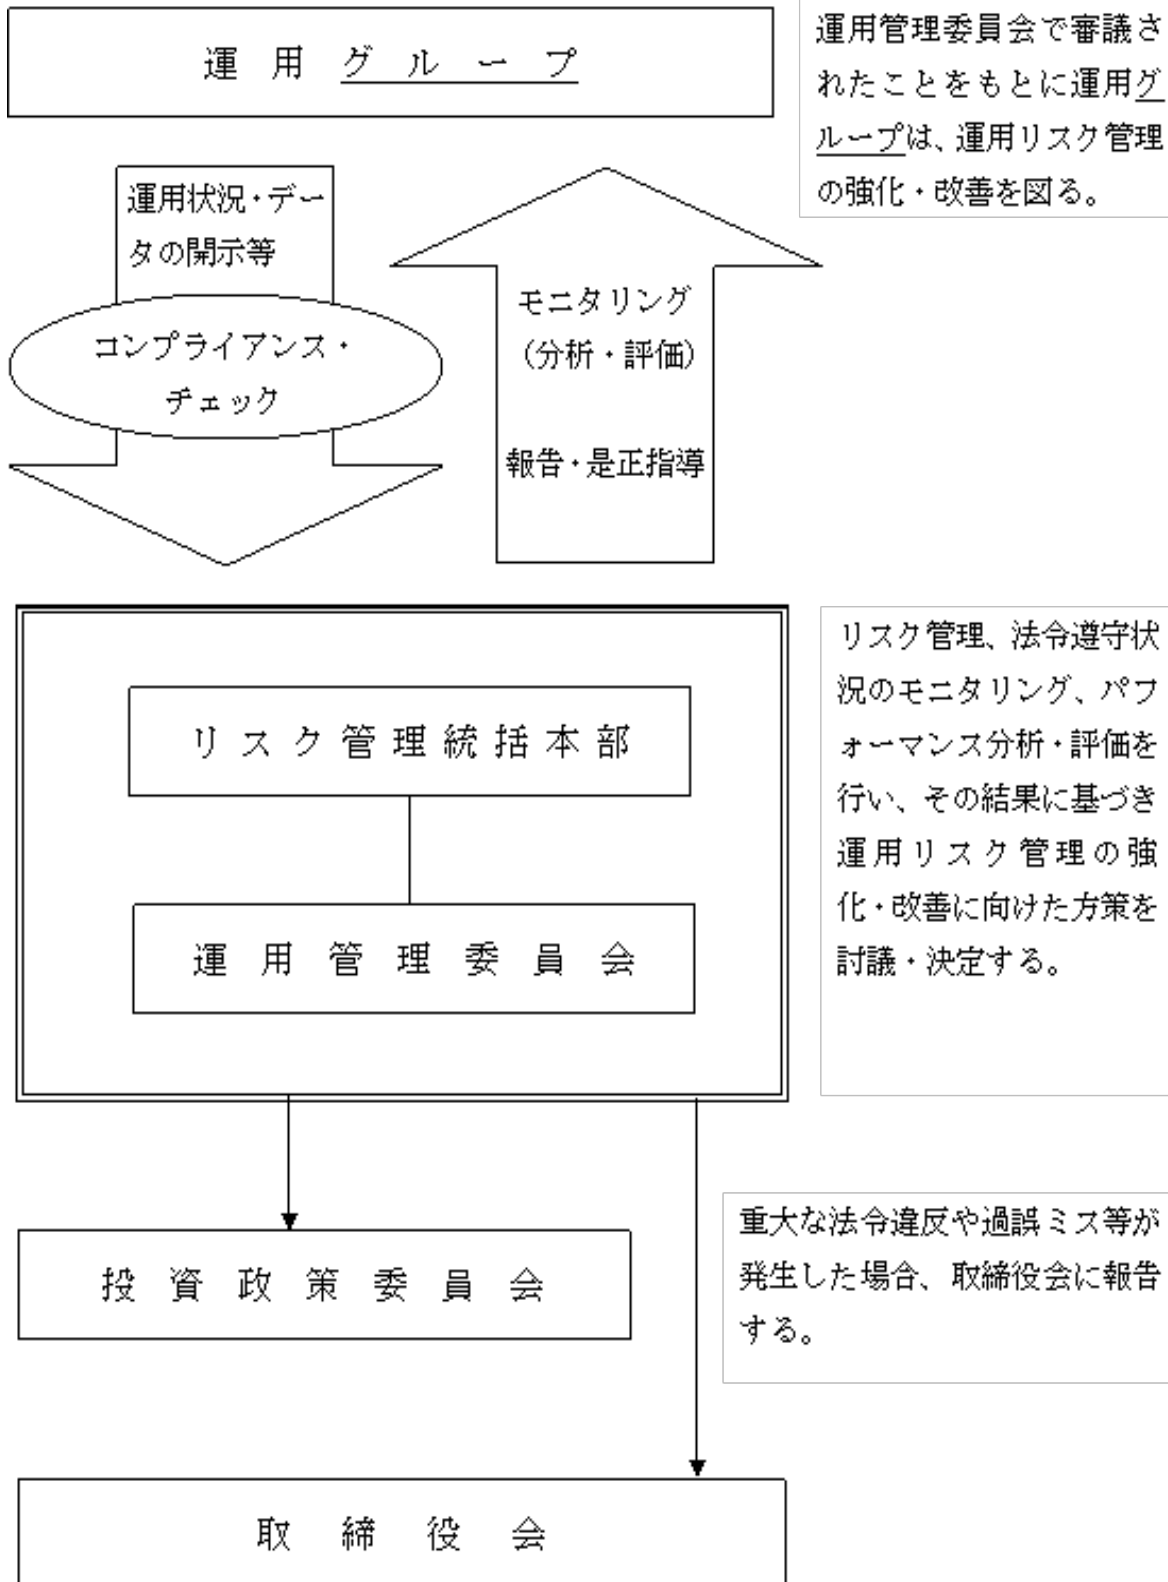 運用グループ
運用管理委員会で審議さ
れたことをもとに運用グ
ループは、運用リスク管理
の強化・改善を図る。
運用状況・デー
タの開示等
コンプライアンス・
チェック
モニタリング
(分析・評価)
報告・是正指導
リスク管理統括本部
運用管理委員会
リスク管理、法令遵守状
況のモニタリング、パフ
ォーマンス分析・評価を
行い、その結果に基づき
運用リスク管理の強
化・改善に向けた方策を
討議・決定する。
投資政策委員会
重大な法令違反や過誤ミス等が
発生した場合、取締役会に報告
する。
取締役会